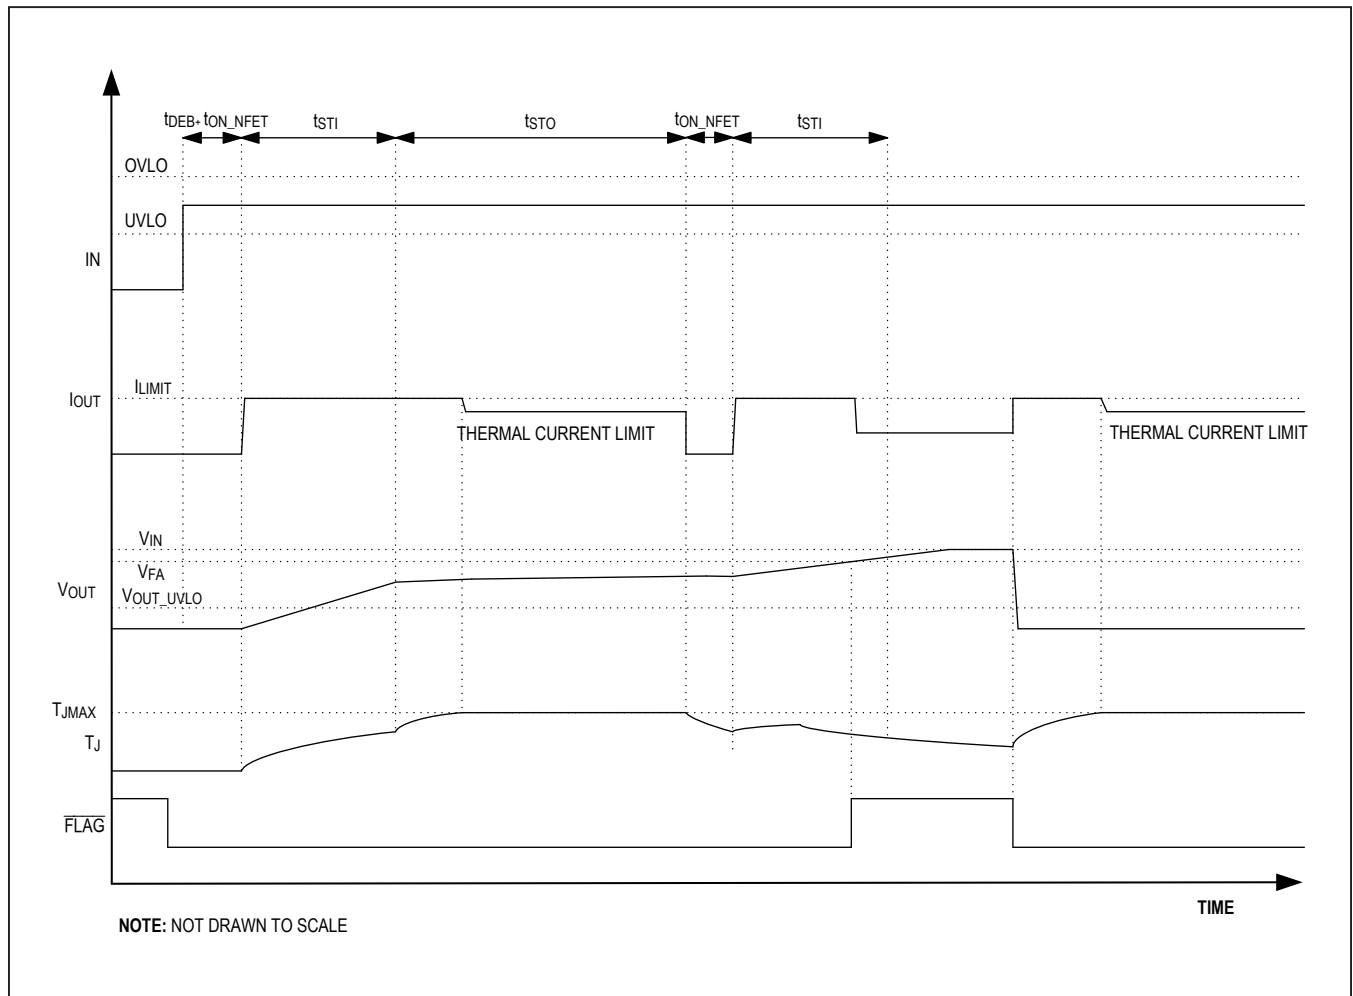 tDEB+ tON_NFET tSTI tSTO tON_NFET tSTI
OVLO
UVLO
IN
ILIMIT
IOUT
THERMAL CURRENT LIMIT THERMAL CURRENT LIMIT
VIN
VFA
VOUT
VOUT_UVLO
TJMAX
TJ
FLAG
TIME
NOTE: NOT DRAWN TO SCALE